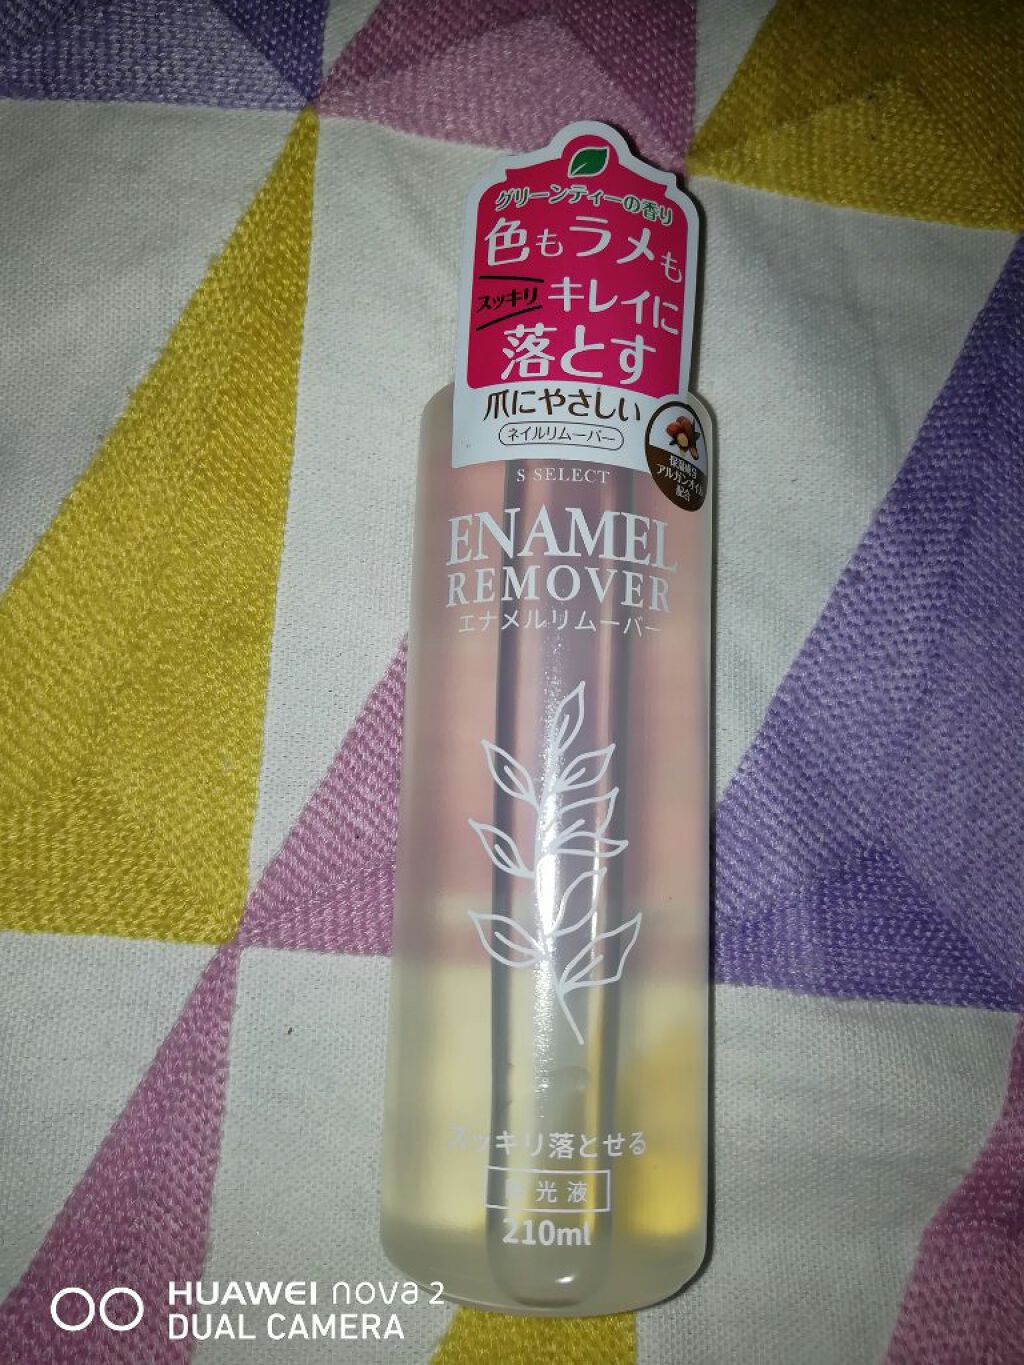 グリーンティーの香り
色もラメも
スッキリ キレイに
落とす
爪にやさしい
ネイルリムーバー
保湿成分
アルガンオイル
配合
S SELECT
ENAMEL
REMOVER
エナメルリムーバー
スッキリ落とせる
光液
210ml
HUAWEI nova 2
DUAL CAMERA